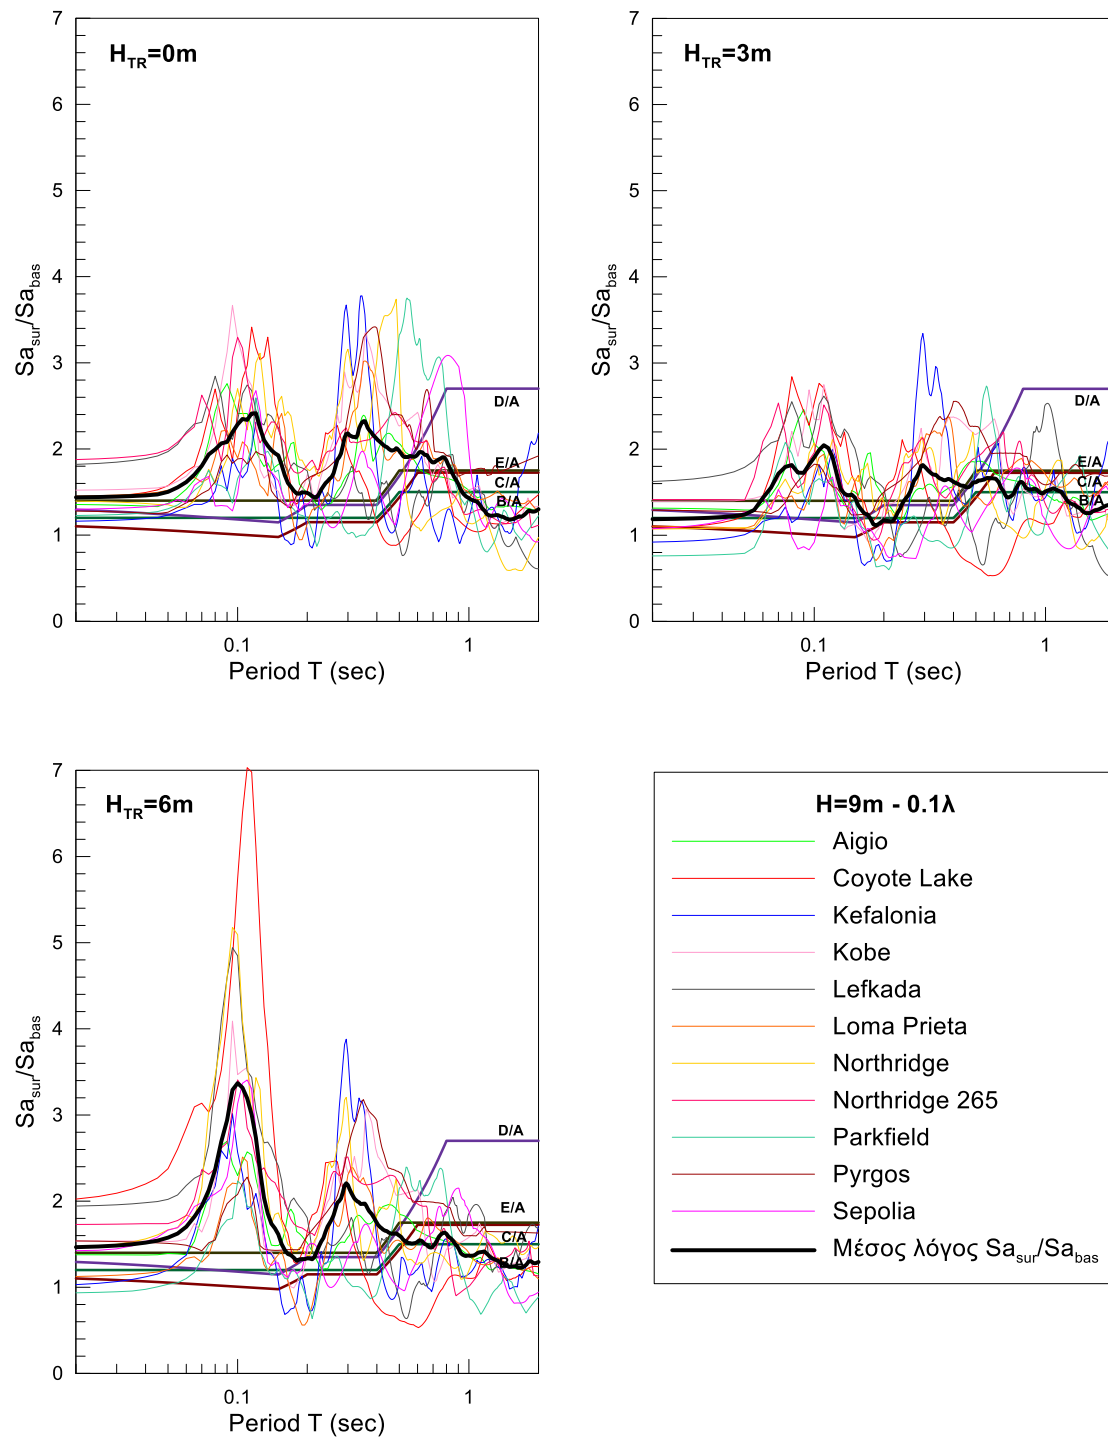 H_TR=0m
7
6
5
4
3
2
1
0
Sa_sur/Sa_bas
D/A
E/A
C/A
B/A
0.1 1
Period T (sec)
H_TR=3m
7
6
5
4
3
2
1
0
Sa_sur/Sa_bas
D/A
E/A
C/A
B/A
0.1 1
Period T (sec)
H_TR=6m
7
6
5
4
3
2
1
0
Sa_sur/Sa_bas
D/A
E/A
C/A
B/A
0.1 1
Period T (sec)
H=9m - 0.1λ
Aigio
Coyote Lake
Kefalonia
Kobe
Lefkada
Loma Prieta
Northridge
Northridge 265
Parkfield
Pyrgos
Sepolia
Μέσος λόγος Sa_sur/Sa_bas